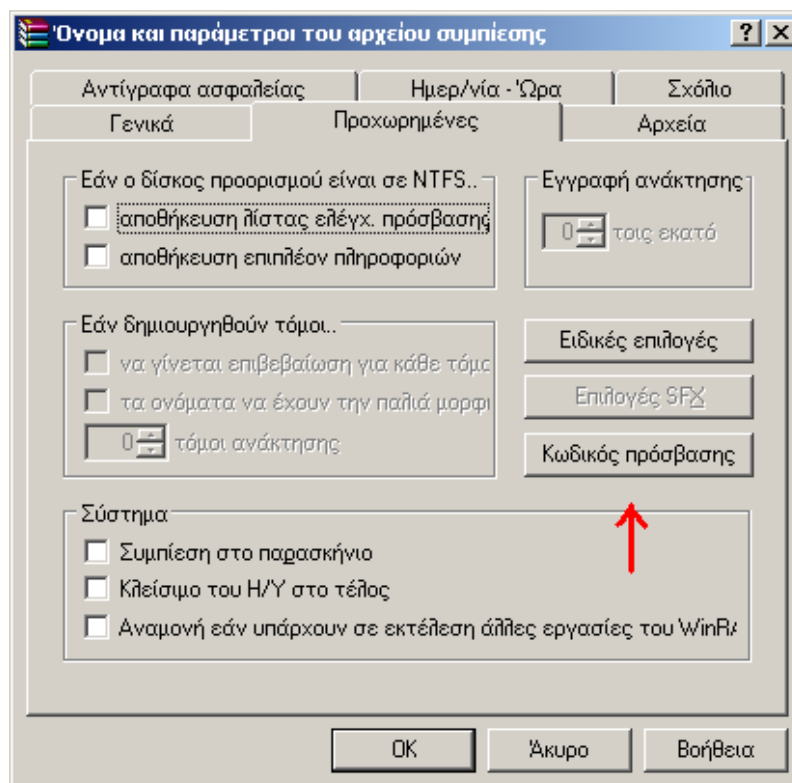 Όνομα και παράμετροι του αρχείου συμπίεσης
Αντίγραφα ασφαλείας
Ημερ/νία - Ώρα
Σχόλιο
Γενικά
Προχωρημένες
Αρχεία
Εάν ο δίσκος προορισμού είναι σε NTFS..
αποθήκευση λίστας ελέγχ. πρόσβασης
αποθήκευση επιπλέον πληροφοριών
Εγγραφή ανάκτησης
0 τοις εκατό
Εάν δημιουργηθούν τόμοι..
να γίνεται επιβεβαίωση για κάθε τόμο
τα ονόματα να έχουν την παλιά μορφι
0 τόμοι ανάκτησης
Ειδικές επιλογές
Επιλογές SFX
Κωδικός πρόσβασης
Σύστημα
Συμπίεση στο παρασκήνιο
Κλείσιμο του Η/Υ στο τέλος
Αναμονή εάν υπάρχουν σε εκτέλεση άλλες εργασίες του WinRA
OK
Άκυρο
Βοήθεια